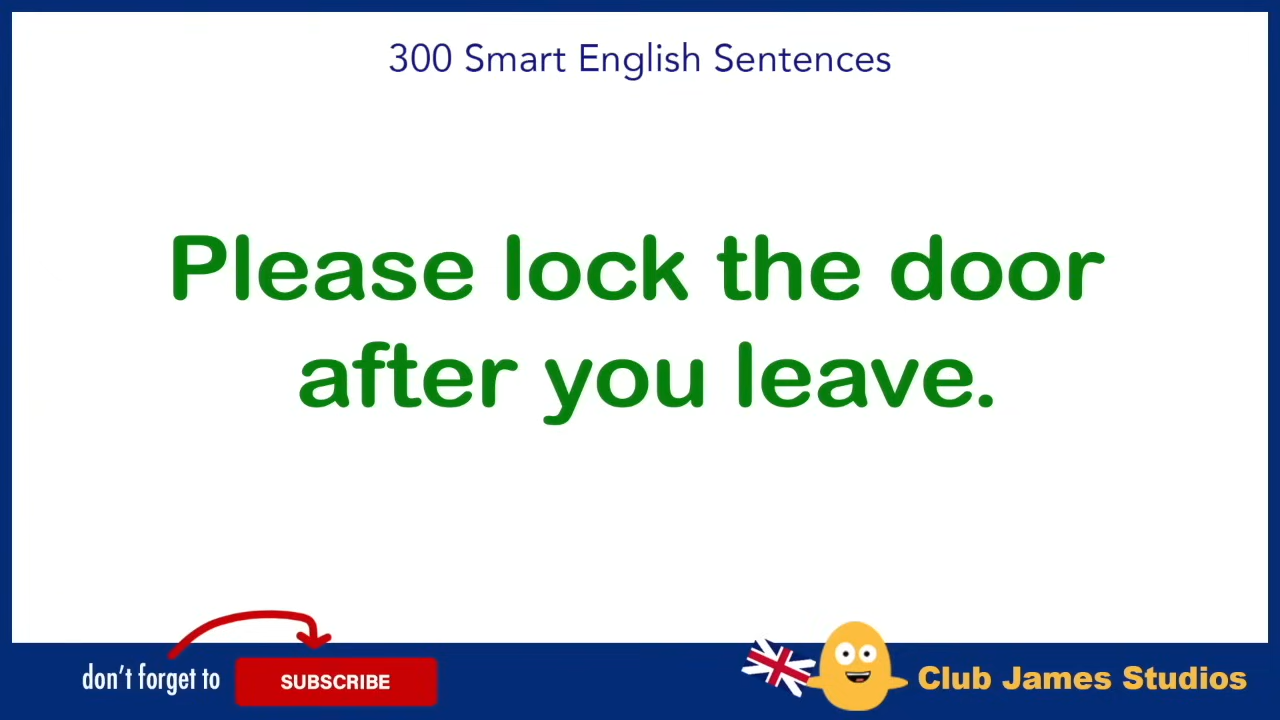 300 Smart English Sentences
Please lock the door
after you leave.
don't forget to
SUBSCRIBE
Club James Studios